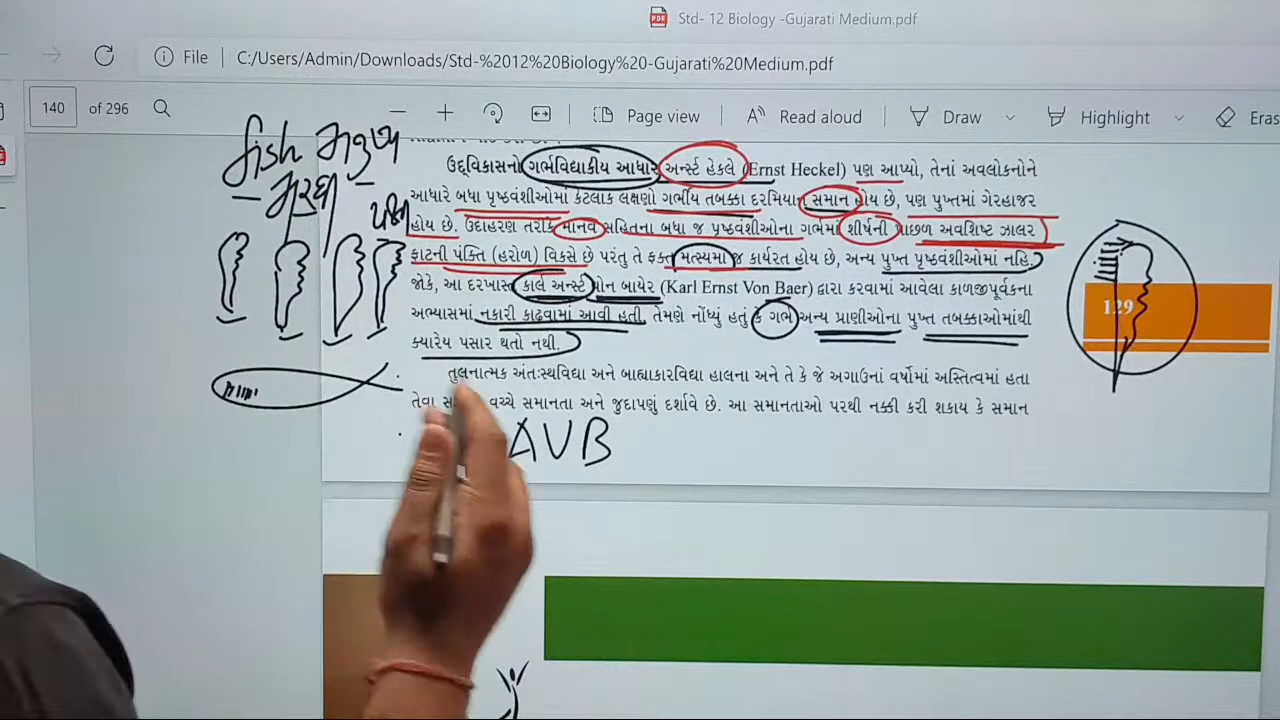 Std- 12 Biology -Gujarati Medium.pdf
File C:/Users/Admin/Downloads/Std-%2012%20Biology%20-Gujarati%20Medium.pdf
140 of 296 Page view Read aloud Draw Highlight Eras
fish
ઉદ્દવિકાસનો ગર્ભવિદ્યાકીય આધાર અર્ન્સ્ટ હેકલે (Ernst Heckel) પણ આપ્યો, તેનાં અવલોકનોને
આધારે બધા પૃષ્ઠવંશીઓમાં કેટલાક લક્ષણો ગર્ભીય તબક્કા દરમિયાન સમાન હોય છે, પણ પુખ્તમાં ગેરહાજર
હોય છે. ઉદાહરણ તરીકે માનવ સહિતના બધા જ પૃષ્ઠવંશીઓના ગર્ભમાં શીર્ષની પાછળ અવશિષ્ટ ઝાલર
ફાટની પંક્તિ (હરોળ) વિકસે છે પરંતુ તે ફક્ત મત્સ્યમાં જ કાર્યરત હોય છે, અન્ય પુખ્ત પૃષ્ઠવંશીઓમાં નહિ.
જોકે, આ દરખાસ્ત કાર્લ અર્ન્સ્ટ વોન બાયેર (Karl Ernst Von Baer) દ્વારા કરવામાં આવેલા કાળજીપૂર્વકના
અભ્યાસમાં નકારી કાઢવામાં આવી હતી. તેમણે નોંધ્યું હતું કે ગર્ભ અન્ય પ્રાણીઓના પુખ્ત તબક્કાઓમાંથી
ક્યારેય પસાર થતો નથી.
129
તુલનાત્મક અંતઃસ્થવિદ્યા અને બાહ્યાકારવિદ્યા હાલના અને તે કે જે અગાઉનાં વર્ષોમાં અસ્તિત્વમાં હતા
તેવા વચ્ચે સમાનતા અને જુદાપણું દર્શાવે છે. આ સમાનતાઓ પરથી નક્કી કરી શકાય કે સમાન
AVB